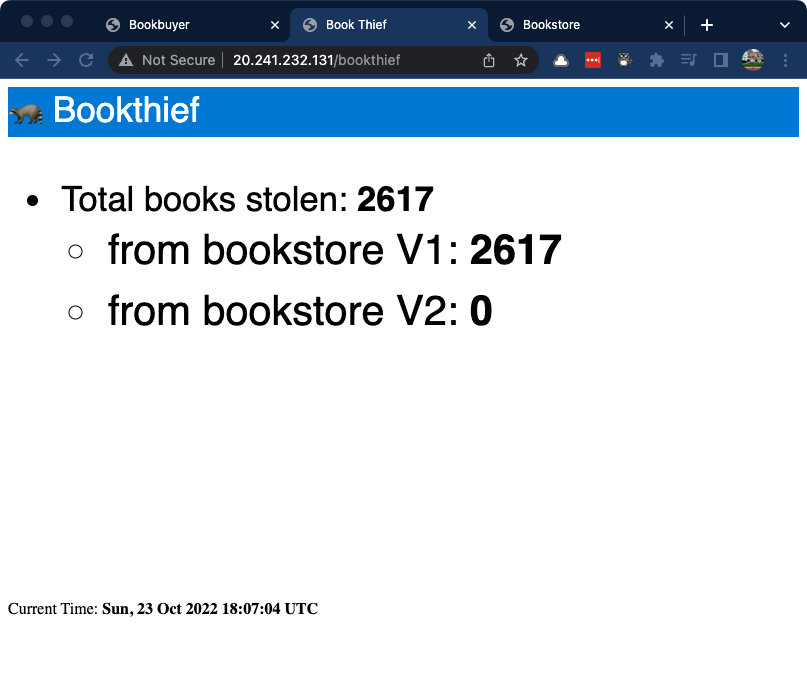 Bookbuyer
Book Thief
Bookstore
Not Secure 20.241.232.131/bookthief
Bookthief
Total books stolen: 2617
from bookstore V1: 2617
from bookstore V2: 0
Current Time: Sun, 23 Oct 2022 18:07:04 UTC